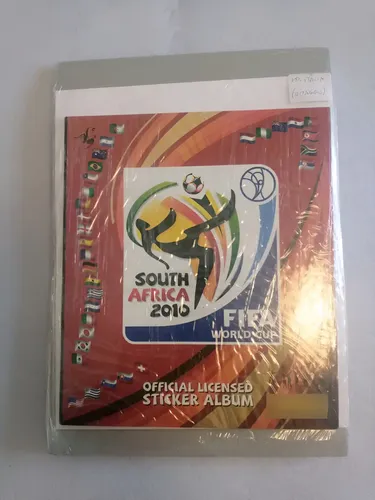 SOUTH
AFRICA
2010
FIFA
WORLD CUP
OFFICIAL LICENSED
STICKER ALBUM